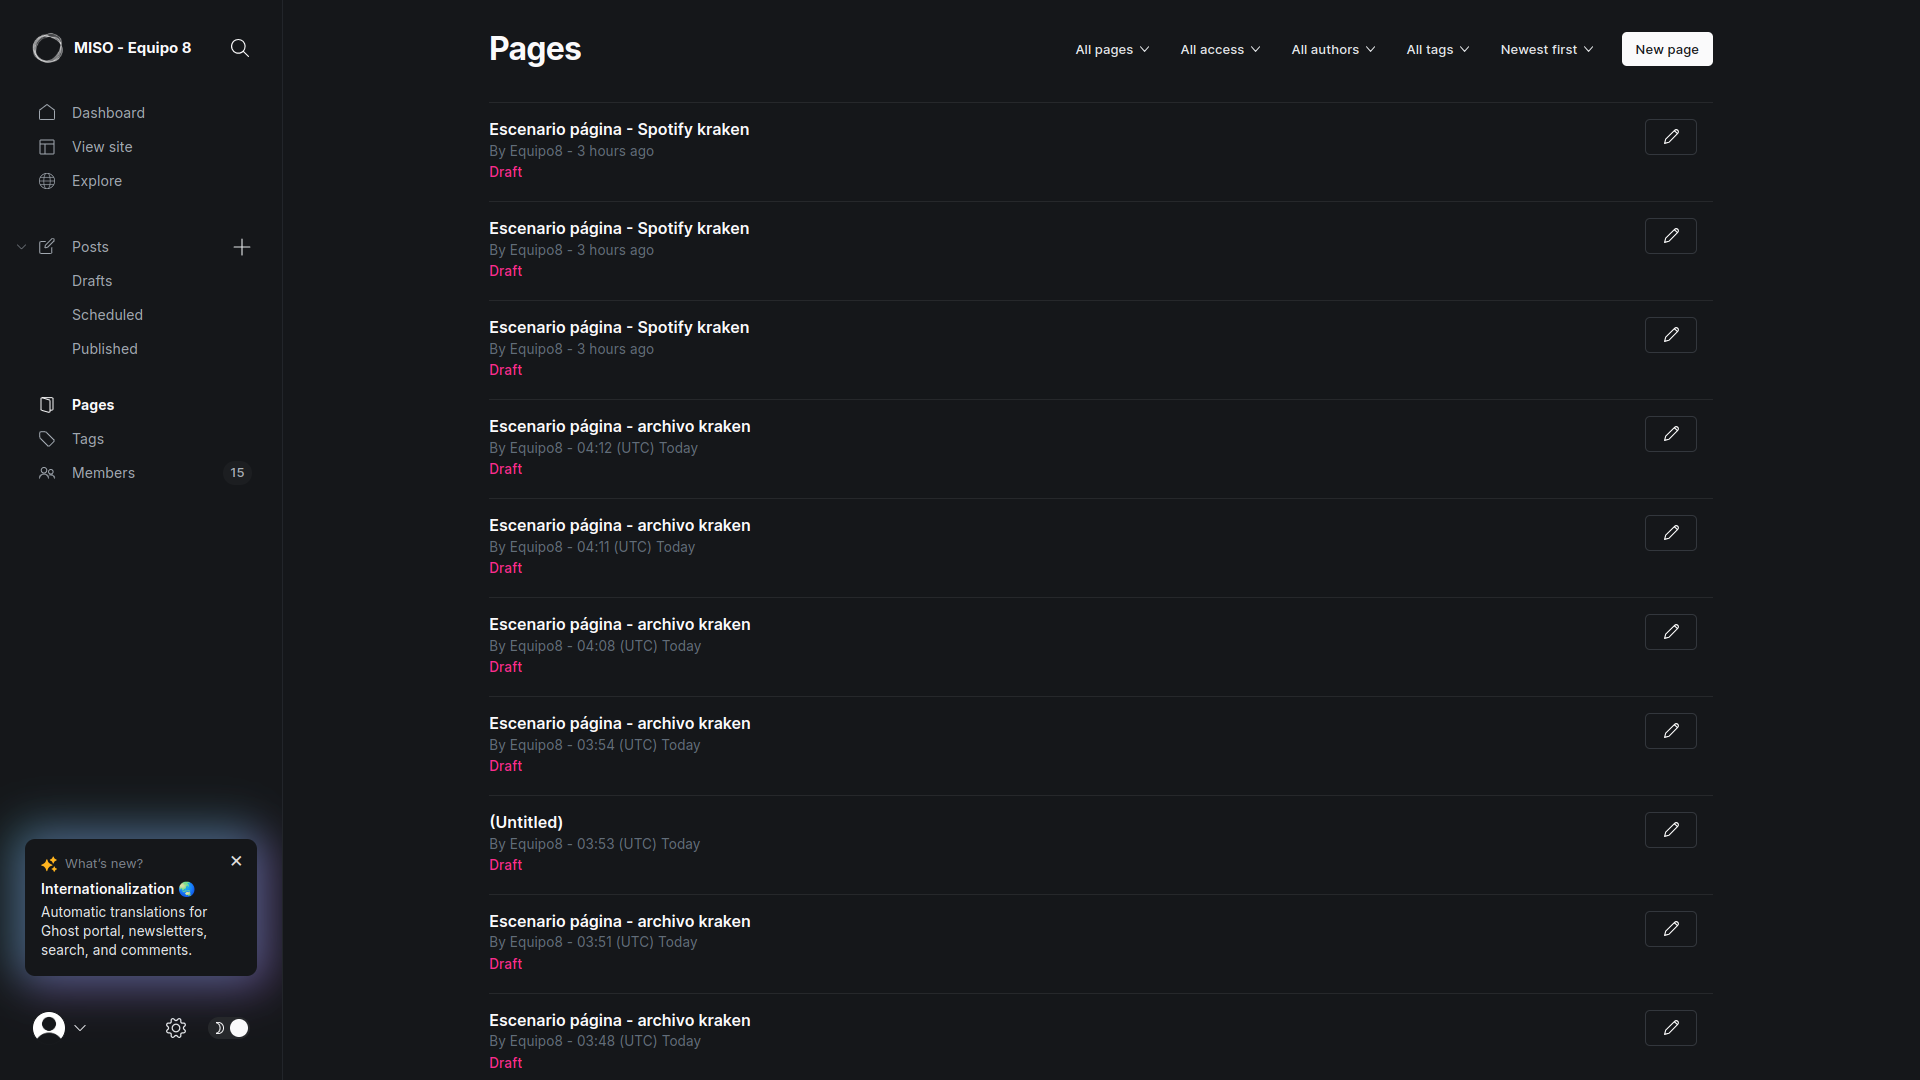 MISO - Equipo 8
Dashboard
View site
Explore
Posts
Drafts
Scheduled
Published
Pages
Tags
Members 15
What's new?
Internationalization
Automatic translations for
Ghost portal, newsletters,
search, and comments.
Pages
All pages All access All authors All tags Newest first New page
Escenario página - Spotify kraken
By Equipo8 - 3 hours ago
Draft
Escenario página - Spotify kraken
By Equipo8 - 3 hours ago
Draft
Escenario página - Spotify kraken
By Equipo8 - 3 hours ago
Draft
Escenario página - archivo kraken
By Equipo8 - 04:12 (UTC) Today
Draft
Escenario página - archivo kraken
By Equipo8 - 04:11 (UTC) Today
Draft
Escenario página - archivo kraken
By Equipo8 - 04:08 (UTC) Today
Draft
Escenario página - archivo kraken
By Equipo8 - 03:54 (UTC) Today
Draft
(Untitled)
By Equipo8 - 03:53 (UTC) Today
Draft
Escenario página - archivo kraken
By Equipo8 - 03:51 (UTC) Today
Draft
Escenario página - archivo kraken
By Equipo8 - 03:48 (UTC) Today
Draft